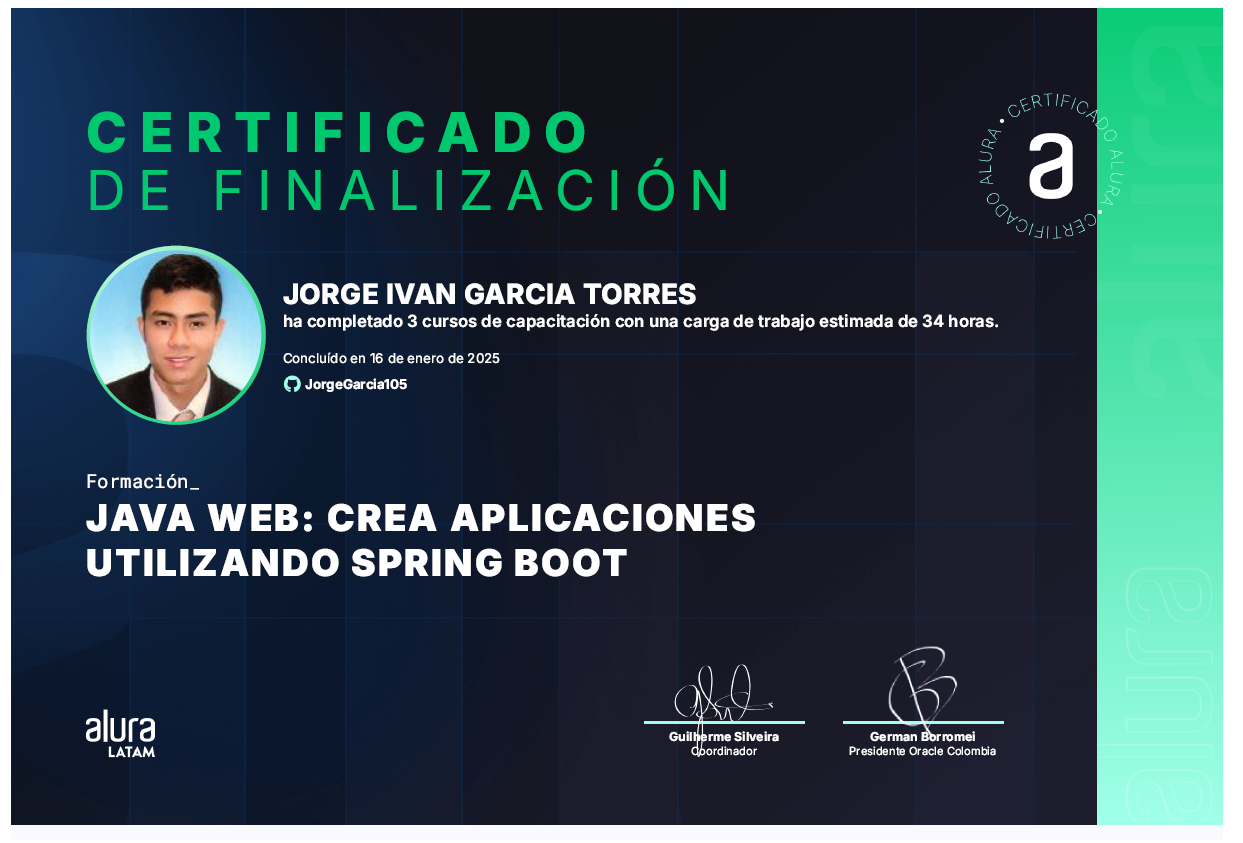 CERTIFICADO
DE FINALIZACIÓN
CERTIFICADO ALURA • CERTIFICADO ALURA •
a
JORGE IVAN GARCIA TORRES
ha completado 3 cursos de capacitación con una carga de trabajo estimada de 34 horas.
Concluído en 16 de enero de 2025
JorgeGarcia105
Formación_
JAVA WEB: CREA APLICACIONES
UTILIZANDO SPRING BOOT
alura
LATAM
Guilherme Silveira
Coordinador
German Borromei
Presidente Oracle Colombia
alura
alura